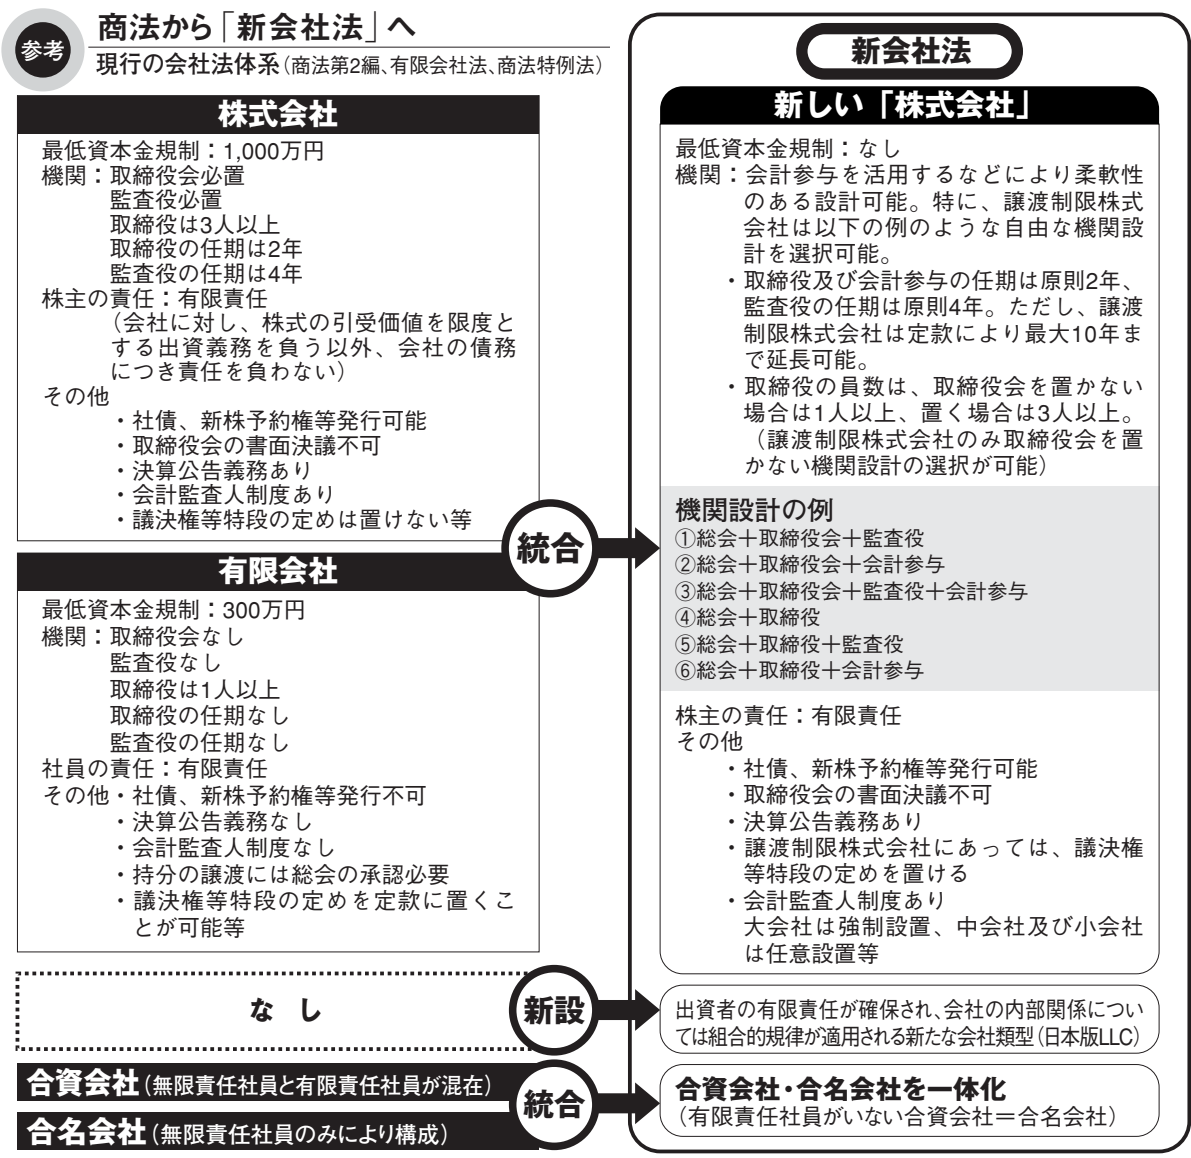 参考
商法から「新会社法」へ
現行の会社法体系(商法第2編、有限会社法、商法特例法)
株式会社
最低資本金規制：1,000万円
機関：取締役会必置
監査役必置
取締役は3人以上
取締役の任期は2年
監査役の任期は4年
株主の責任：有限責任
(会社に対し、株式の引受価値を限度と
する出資義務を負う以外、会社の債務
につき責任を負わない)
その他
・社債、新株予約権等発行可能
・取締役会の書面決議不可
・決算公告義務あり
・会計監査人制度あり
・議決権等特段の定めは置けない等
有限会社
最低資本金規制：300万円
機関：取締役会なし
監査役なし
取締役は1人以上
取締役の任期なし
監査役の任期なし
社員の責任：有限責任
その他・社債、新株予約権等発行不可
・決算公告義務なし
・会計監査人制度なし
・持分の譲渡には総会の承認必要
・議決権等特段の定めを定款に置くこ
とが可能等
統合
新会社法
新しい「株式会社」
最低資本金規制：なし
機関：会計参与を活用するなどにより柔軟性
のある設計可能。特に、譲渡制限株式
会社は以下の例のような自由な機関設
計を選択可能。
・取締役及び会計参与の任期は原則2年、
監査役の任期は原則4年。ただし、譲渡
制限株式会社は定款により最大10年ま
で延長可能。
・取締役の員数は、取締役会を置かない
場合は1人以上、置く場合は3人以上。
(譲渡制限株式会社のみ取締役会を置
かない機関設計の選択が可能)
機関設計の例
①総会＋取締役会＋監査役
②総会＋取締役会＋会計参与
③総会＋取締役会＋監査役＋会計参与
④総会＋取締役
⑤総会＋取締役＋監査役
⑥総会＋取締役＋会計参与
株主の責任：有限責任
その他
・社債、新株予約権等発行可能
・取締役会の書面決議不可
・決算公告義務あり
・譲渡制限株式会社にあっては、議決権
等特段の定めを置ける
・会計監査人制度あり
大会社は強制設置、中会社及び小会社
は任意設置等
なし
新設
出資者の有限責任が確保され、会社の内部関係につい
ては組合的規律が適用される新たな会社類型(日本版LLC)
合資会社(無限責任社員と有限責任社員が混在)
合名会社(無限責任社員のみにより構成)
統合
合資会社・合名会社を一体化
(有限責任社員がいない合資会社＝合名会社)